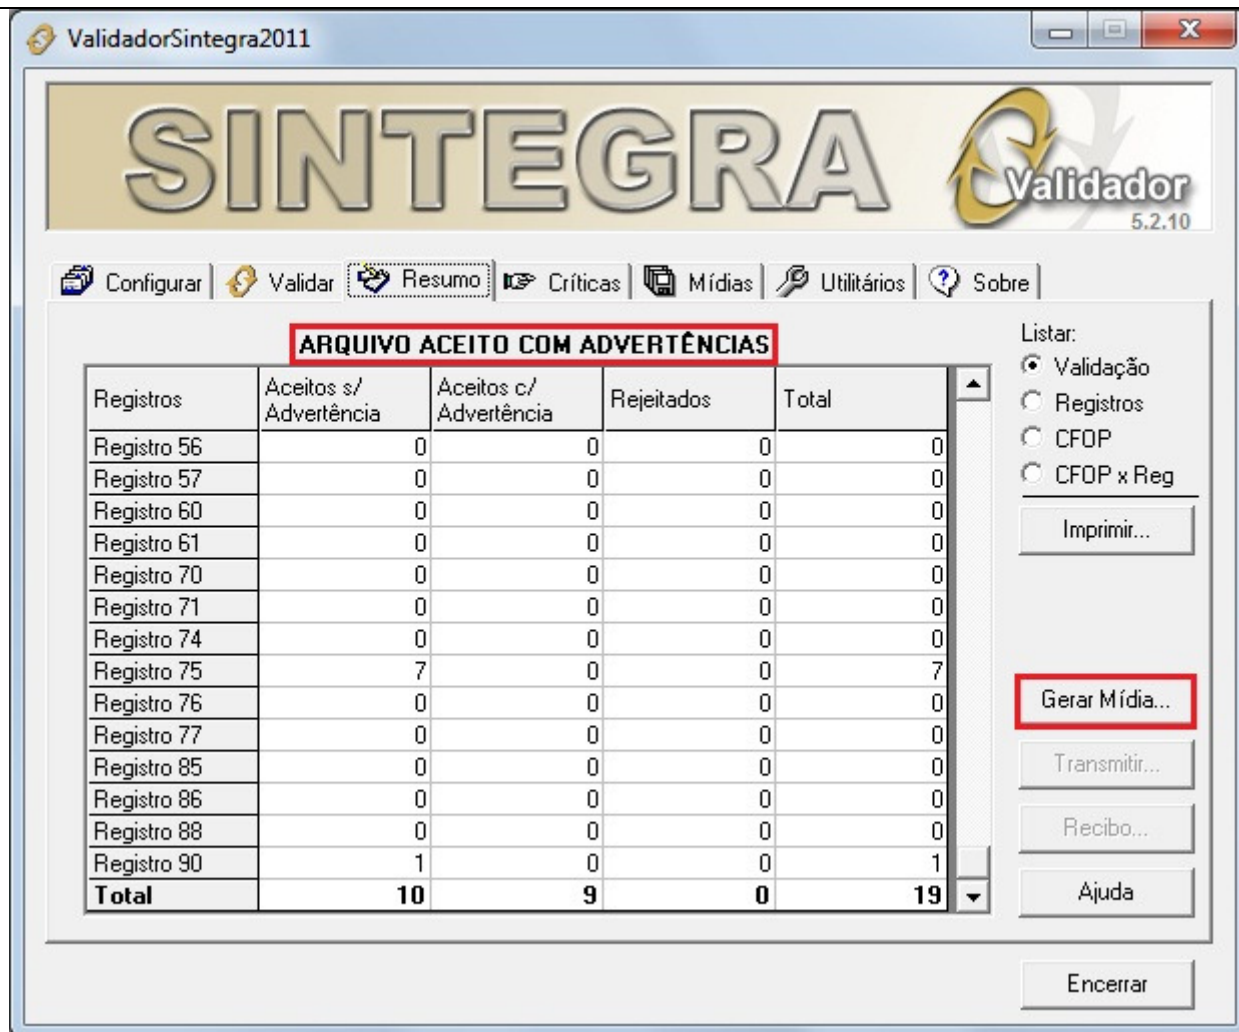 ValidadorSintegra2011
SINTEGRA
Validador
5.2.10
Configurar Validar Resumo Críticas Mídias Utilitários Sobre
ARQUIVO ACEITO COM ADVERTÊNCIAS
Registros Aceitos s/ Advertência Aceitos c/ Advertência Rejeitados Total
Registro 56 0 0 0 0
Registro 57 0 0 0 0
Registro 60 0 0 0 0
Registro 61 0 0 0 0
Registro 70 0 0 0 0
Registro 71 0 0 0 0
Registro 74 0 0 0 0
Registro 75 7 0 0 7
Registro 76 0 0 0 0
Registro 77 0 0 0 0
Registro 85 0 0 0 0
Registro 86 0 0 0 0
Registro 88 0 0 0 0
Registro 90 1 0 0 1
Total 10 9 0 19
Listar:
Validação
Registros
CFOP
CFOP x Reg
Imprimir...
Gerar Mídia...
Transmitir...
Recibo...
Ajuda
Encerrar